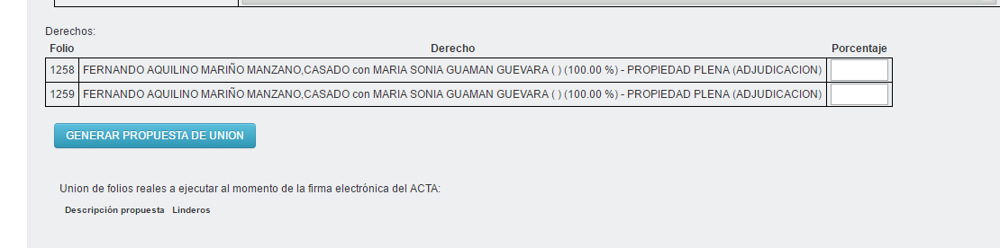 Derechos:
Folio Derecho Porcentaje
1258 FERNANDO AQUILINO MARIÑO MANZANO,CASADO con MARIA SONIA GUAMAN GUEVARA ( ) (100.00 %) - PROPIEDAD PLENA (ADJUDICACION)
1259 FERNANDO AQUILINO MARIÑO MANZANO,CASADO con MARIA SONIA GUAMAN GUEVARA ( ) (100.00 %) - PROPIEDAD PLENA (ADJUDICACION)
GENERAR PROPUESTA DE UNION
Union de folios reales a ejecutar al momento de la firma electrónica del ACTA:
Descripción propuesta Linderos